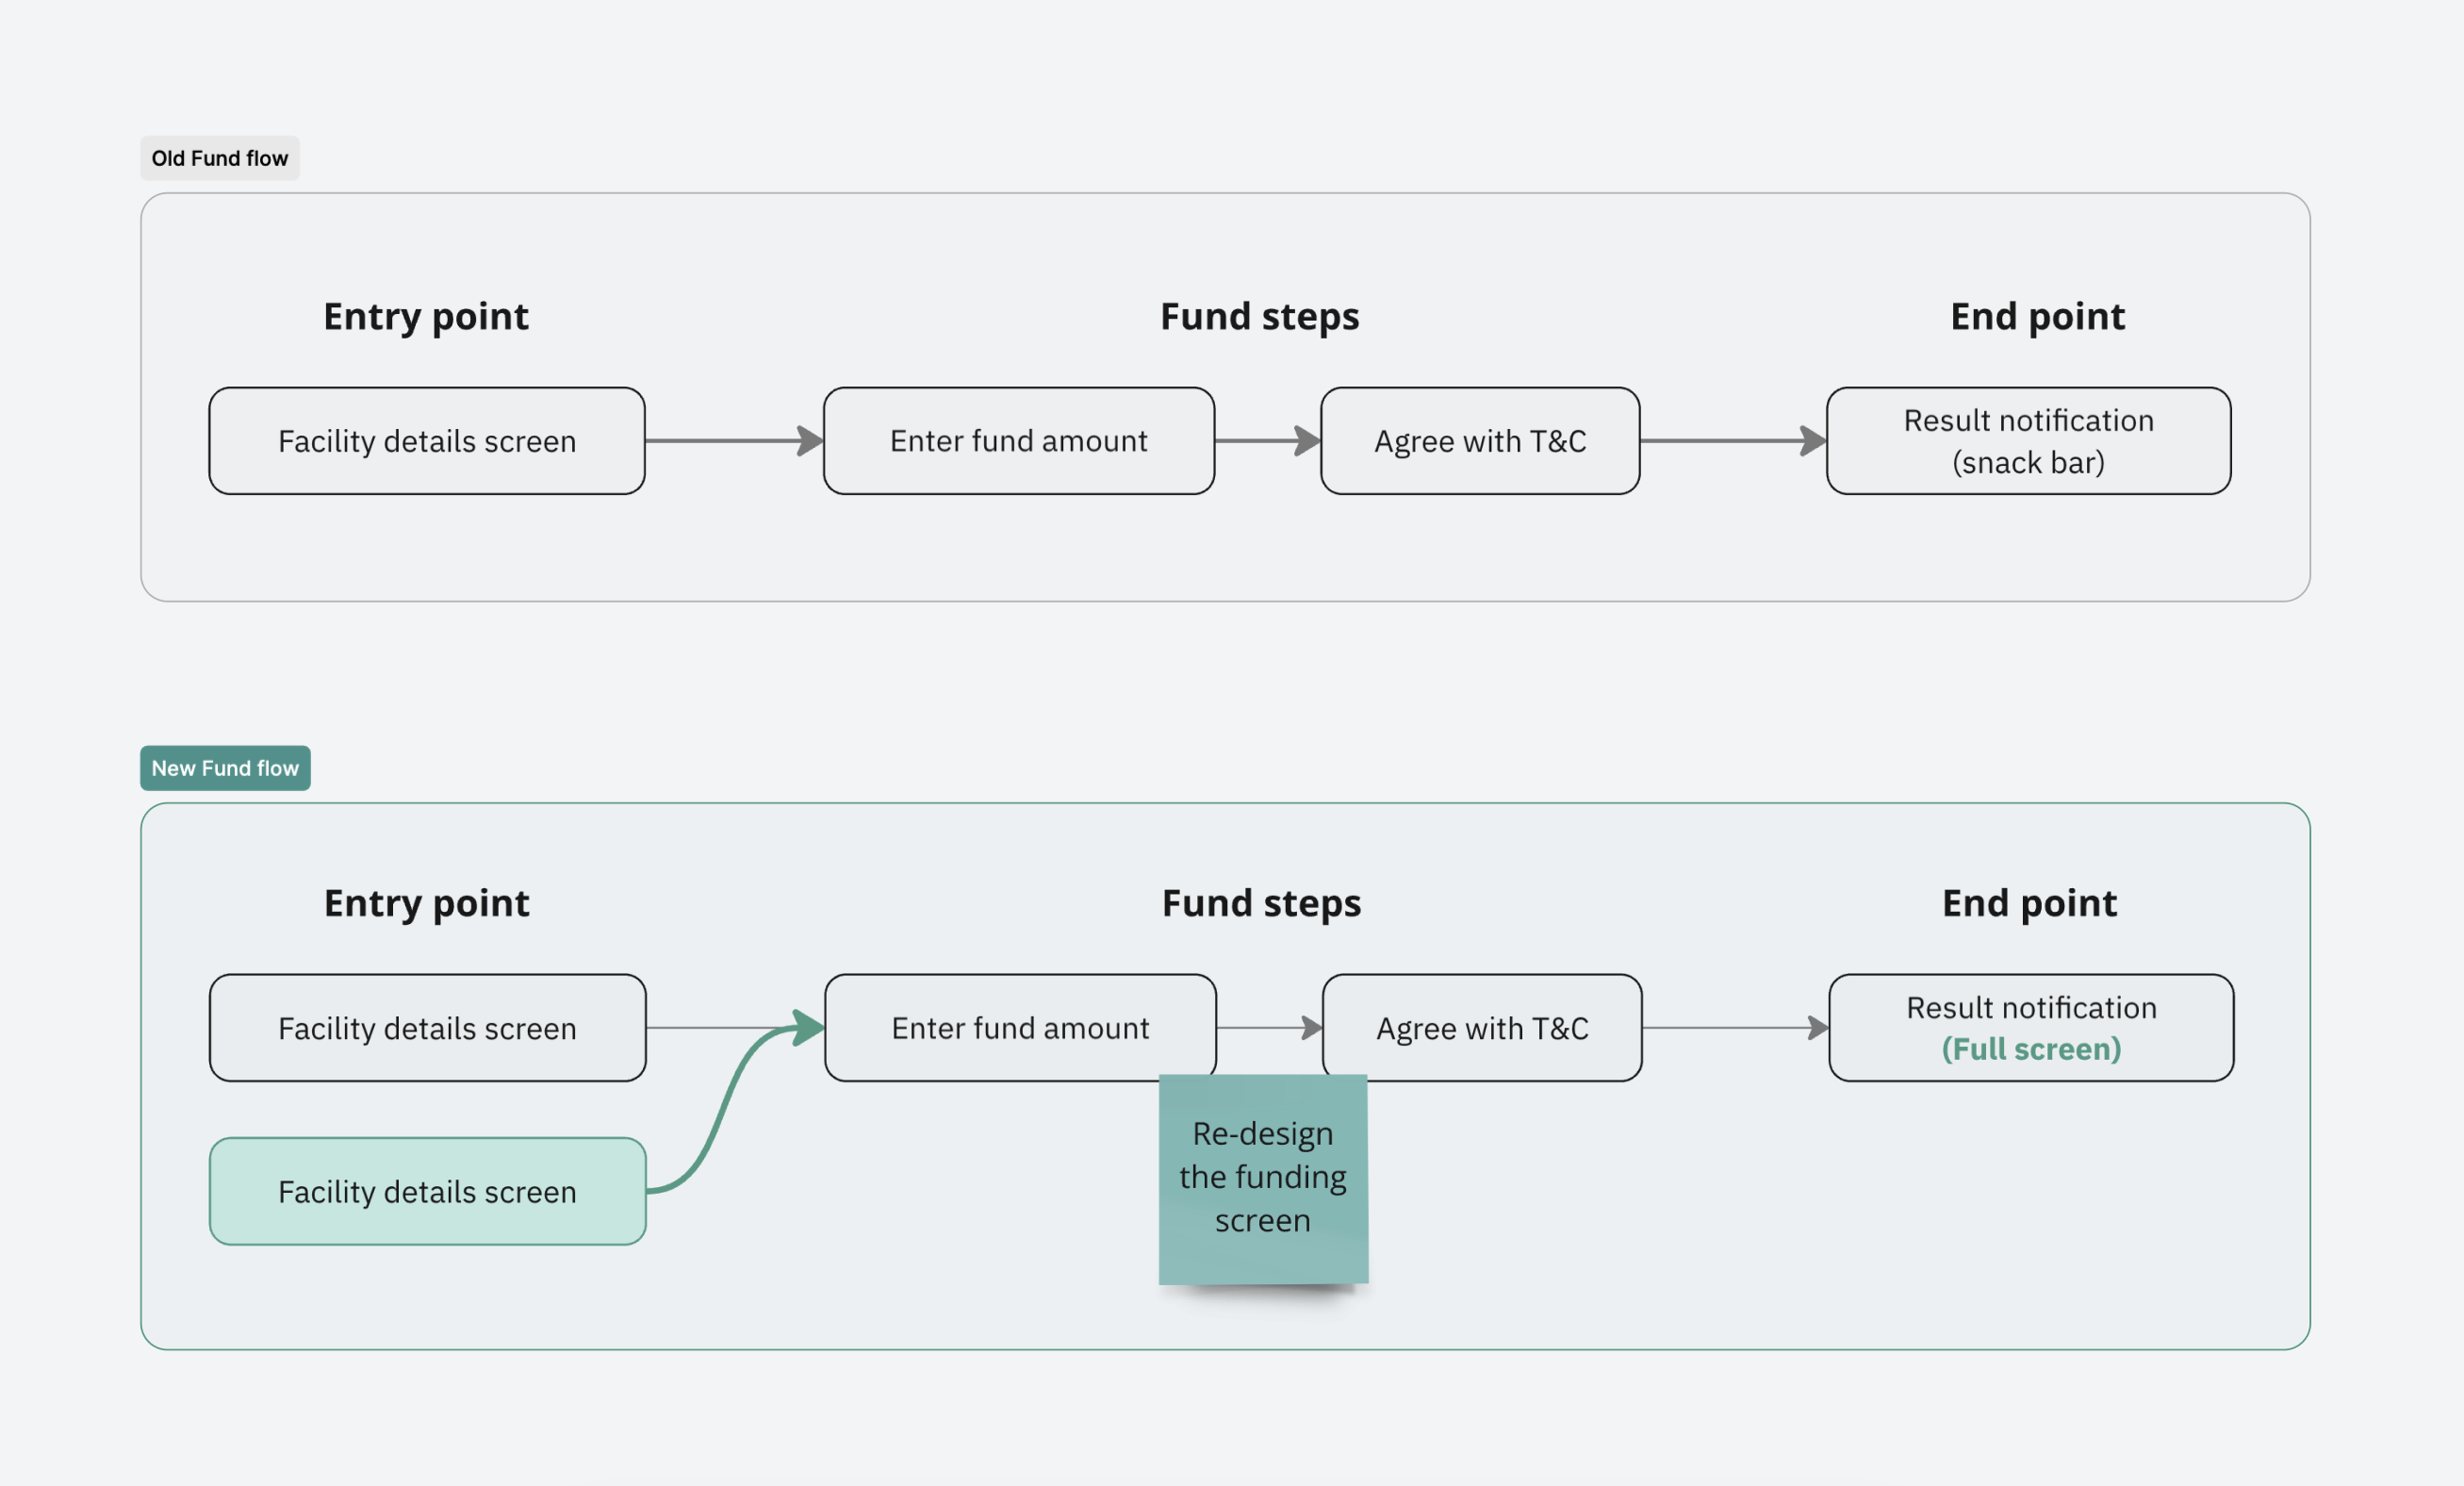 Old Fund flow
Entry point
Fund steps
End point
Facility details screen
Enter fund amount
Agree with T&C
Result notification
(snack bar)
New Fund flow
Entry point
Fund steps
End point
Facility details screen
Enter fund amount
Agree with T&C
Result notification
(Full screen)
Facility details screen
Re-design
the funding
screen